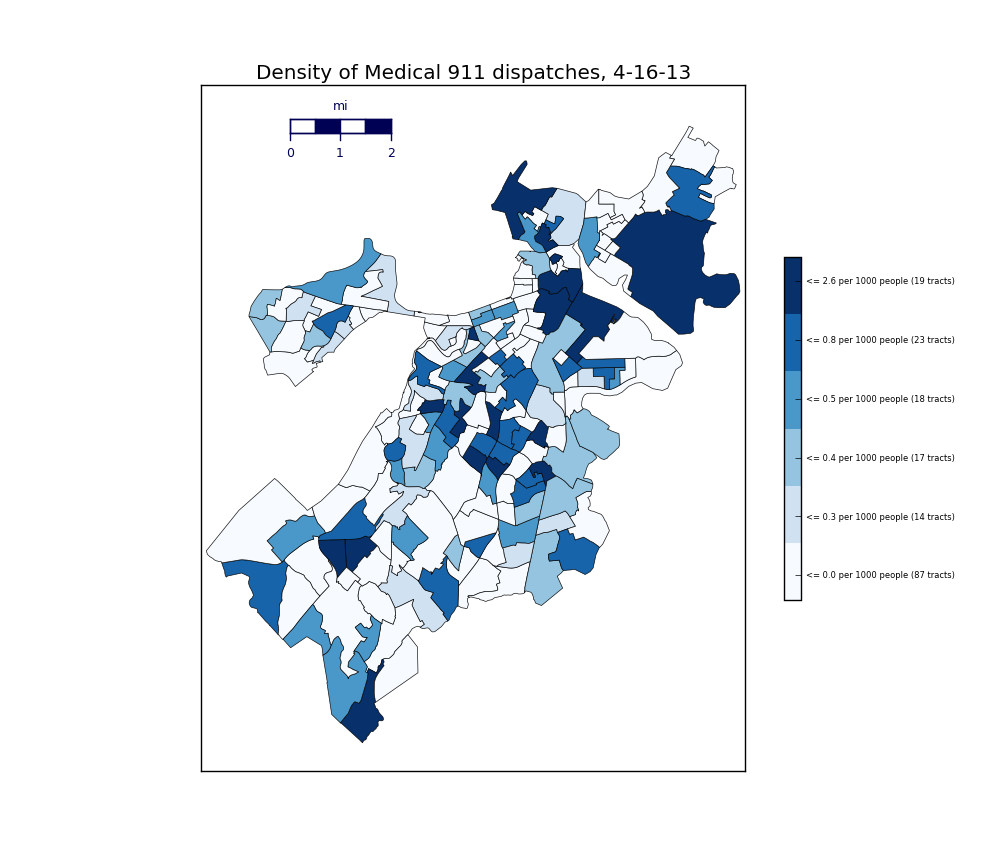 Density of Medical 911 dispatches, 4-16-13
mi
0 1 2
<= 2.6 per 1000 people (19 tracts)
<= 0.8 per 1000 people (23 tracts)
<= 0.5 per 1000 people (18 tracts)
<= 0.4 per 1000 people (17 tracts)
<= 0.3 per 1000 people (14 tracts)
<= 0.0 per 1000 people (87 tracts)